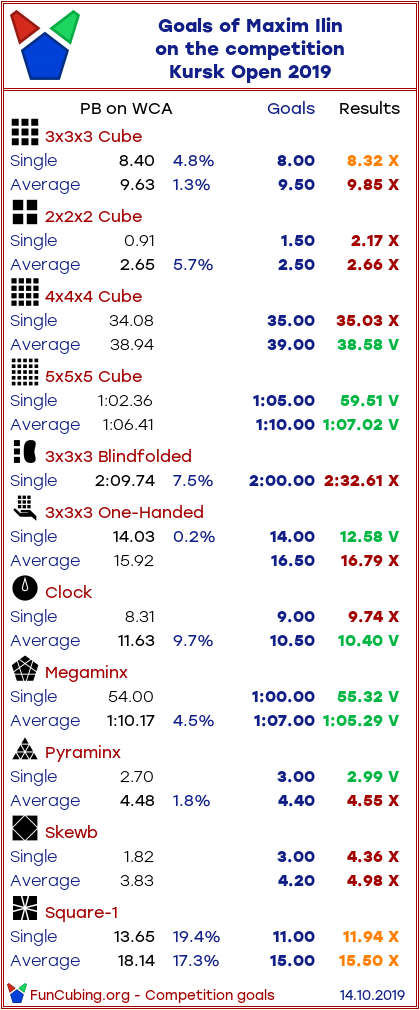 Goals of Maxim Ilin
on the competition
Kursk Open 2019
PB on WCA Goals Results
3x3x3 Cube
Single 8.40 4.8% 8.00 8.32 X
Average 9.63 1.3% 9.50 9.85 X
2x2x2 Cube
Single 0.91 1.50 2.17 X
Average 2.65 5.7% 2.50 2.66 X
4x4x4 Cube
Single 34.08 35.00 35.03 X
Average 38.94 39.00 38.58 V
5x5x5 Cube
Single 1:02.36 1:05.00 59.51 V
Average 1:06.41 1:10.00 1:07.02 V
3x3x3 Blindfolded
Single 2:09.74 7.5% 2:00.00 2:32.61 X
3x3x3 One-Handed
Single 14.03 0.2% 14.00 12.58 V
Average 15.92 16.50 16.79 X
Clock
Single 8.31 9.00 9.74 X
Average 11.63 9.7% 10.50 10.40 V
Megaminx
Single 54.00 1:00.00 55.32 V
Average 1:10.17 4.5% 1:07.00 1:05.29 V
Pyraminx
Single 2.70 3.00 2.99 V
Average 4.48 1.8% 4.40 4.55 X
Skewb
Single 1.82 3.00 4.36 X
Average 3.83 4.20 4.98 X
Square-1
Single 13.65 19.4% 11.00 11.94 X
Average 18.14 17.3% 15.00 15.50 X
FunCubing.org - Competition goals 14.10.2019